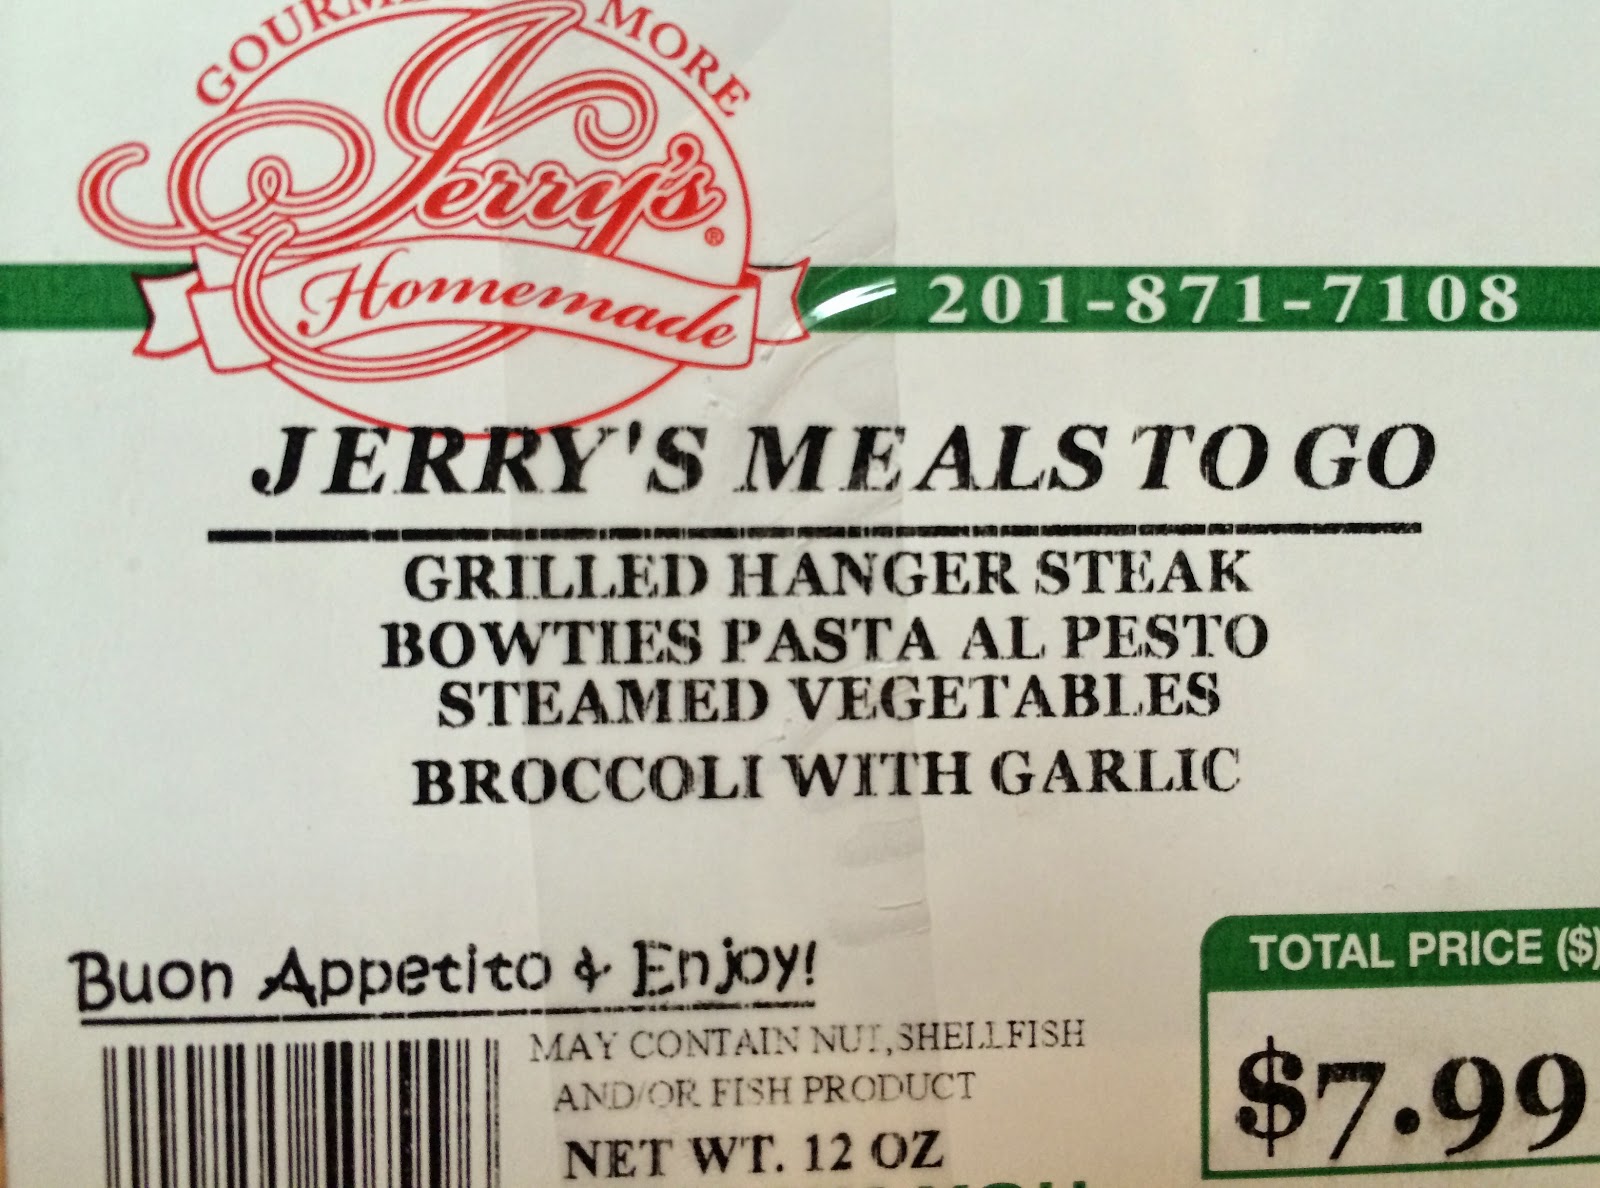 MORE
Jerry's®
Homemade
201-871-7108
JERRY'S MEALS TO GO
GRILLED HANGER STEAK
BOWTIES PASTA AL PESTO
STEAMED VEGETABLES
BROCCOLI WITH GARLIC
Buon Appetito & Enjoy!
MAY CONTAIN NUT, SHELLFISH
AND/OR FISH PRODUCT
NET WT. 12 OZ
TOTAL PRICE ($)
$7.99